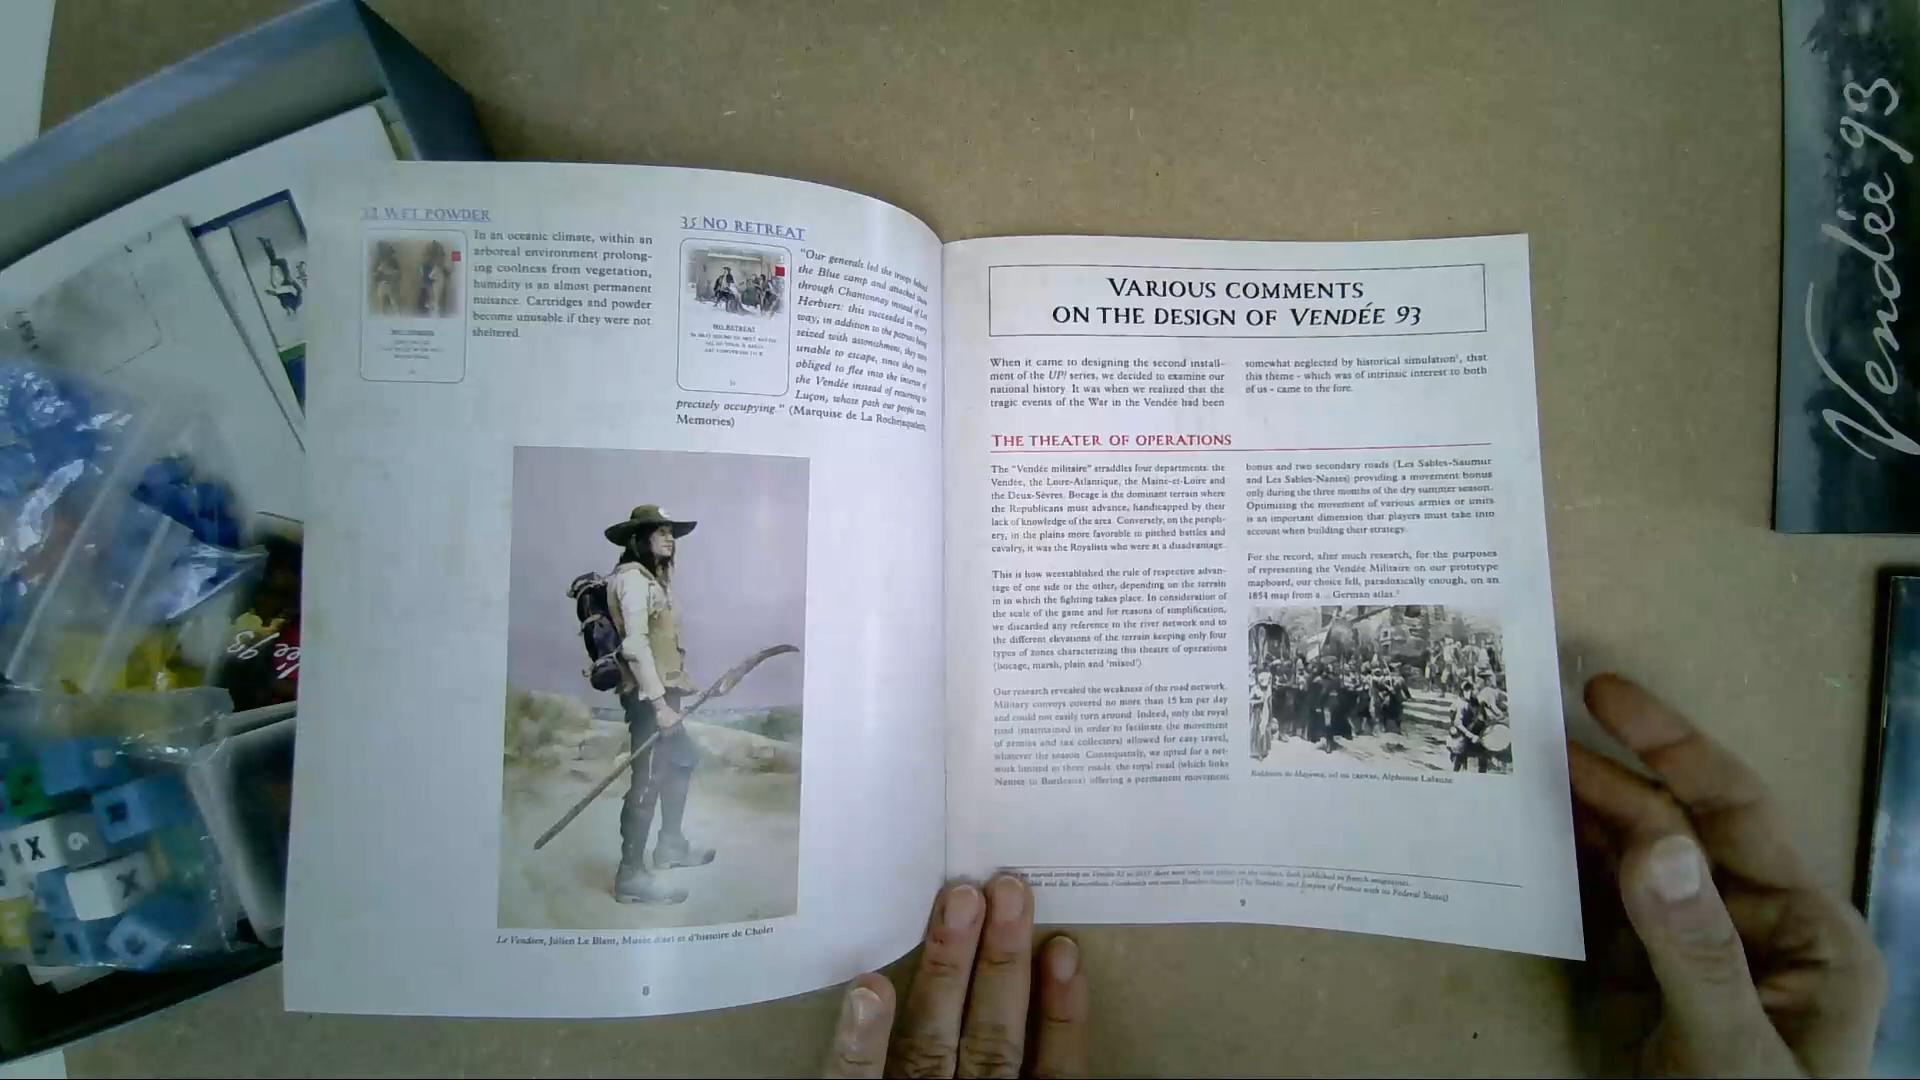 32 WET POWDER
In an oceanic climate, within an
arboreal environment prolong-
ing coolness from vegetation,
humidity is an almost permanent
nuisance. Cartridges and powder
become unusable if they were not
sheltered.
35 NO RETREAT
"Our generals led the troops behind
the Blue camp and attacked them
through Chantonnay instead of Les
Herbiers: this succeeded in every
way, in addition to the patriots being
seized with astonishment, they were
unable to escape, since they were
obliged to flee into the interior of
the Vendée instead of returning to
Luçon, whose path our people were
precisely occupying." (Marquise de La Rochejaquelein,
Memories)
NO RETREAT
Le Vendéen, Julien Le Blant, Musée d'art et d'histoire de Cholet
8
VARIOUS COMMENTS
ON THE DESIGN OF VENDÉE 93
When it came to designing the second install-
ment of the UP! series, we decided to examine our
national history. It was when we realized that the
tragic events of the War in the Vendée had been
somewhat neglected by historical simulation¹, that
this theme - which was of intrinsic interest to both
of us - came to the fore.
THE THEATER OF OPERATIONS
The "Vendée militaire" straddles four departments: the
Vendée, the Loire-Atlantique, the Maine-et-Loire and
the Deux-Sèvres. Bocage is the dominant terrain where
the Republicans must advance, handicapped by their
lack of knowledge of the area. Conversely, on the periph-
ery, in the plains more favorable to pitched battles and
cavalry, it was the Royalists who were at a disadvantage.
This is how weestablished the rule of respective advan-
tage of one side or the other, depending on the terrain
in in which the fighting takes place. In consideration of
the scale of the game and for reasons of simplification,
we discarded any reference to the river network and to
the different elevations of the terrain keeping only four
types of zones characterizing this theatre of operations
(bocage, marsh, plain and 'mixed').
Our research revealed the weakness of the road network.
Military convoys covered no more than 15 km per day
and could not easily turn around. Indeed, only the royal
road (maintained in order to facilitate the movement
of armies and tax collectors) allowed for easy travel,
whatever the season. Consequently, we opted for a net-
work limited to three roads: the royal road (which links
Nantes to Bordeaux) offering a permanent movement
bonus and two secondary roads (Les Sables-Saumur
and Les Sables-Nantes) providing a movement bonus
only during the three months of the dry summer season.
Optimizing the movement of various armies or units
is an important dimension that players must take into
account when building their strategy.
For the record, after much research, for the purposes
of representing the Vendée Militaire on our prototype
mapboard, our choice fell, paradoxically enough, on an
1854 map from a... German atlas.²
oil on canvas, Alphonse Lalauze
9
Vendée 93